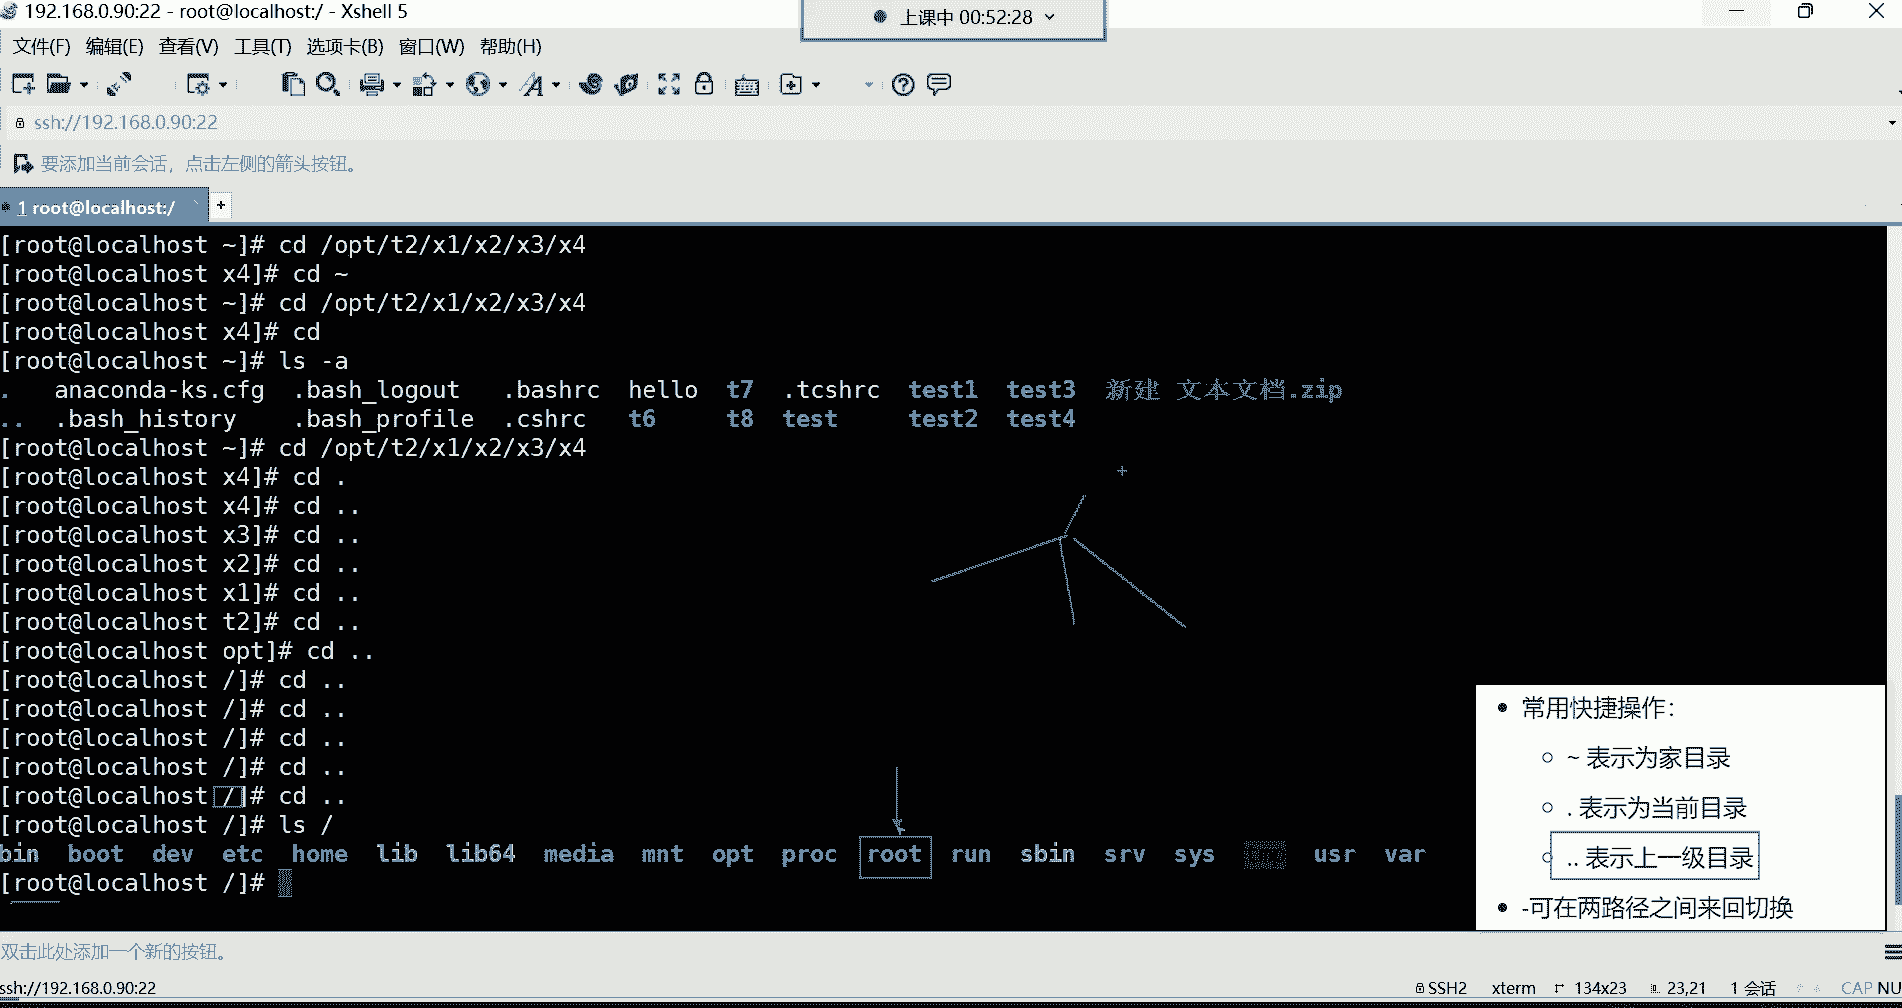 192.168.0.90:22 - root@localhost:/ - Xshell 5
上课中 00:52:28
文件(F) 编辑(E) 查看(V) 工具(T) 选项卡(B) 窗口(W) 帮助(H)
ssh://192.168.0.90:22
要添加当前会话，点击左侧的箭头按钮。
1 root@localhost:/ +
[root@localhost ~]# cd /opt/t2/x1/x2/x3/x4
[root@localhost x4]# cd ~
[root@localhost ~]# cd /opt/t2/x1/x2/x3/x4
[root@localhost x4]# cd
[root@localhost ~]# ls -a
. anaconda-ks.cfg .bash_logout .bashrc hello t7 .tcshrc test1 test3 新建 文本文档.zip
.. .bash_history .bash_profile .cshrc t6 t8 test test2 test4
[root@localhost ~]# cd /opt/t2/x1/x2/x3/x4
[root@localhost x4]# cd .
[root@localhost x4]# cd ..
[root@localhost x3]# cd ..
[root@localhost x2]# cd ..
[root@localhost x1]# cd ..
[root@localhost t2]# cd ..
[root@localhost opt]# cd ..
[root@localhost /]# cd ..
[root@localhost /]# cd ..
[root@localhost /]# cd ..
[root@localhost /]# cd ..
[root@localhost /]# cd ..
[root@localhost /]# ls /
bin boot dev etc home lib lib64 media mnt opt proc root run sbin srv sys usr var
[root@localhost /]#
• 常用快捷操作：
~ 表示为家目录
. 表示为当前目录
.. 表示上一级目录
• -可在两路径之间来回切换
双击此处添加一个新的按钮。
ssh://192.168.0.90:22 SSH2 xterm 134x23 23,21 1 会话 CAP NU